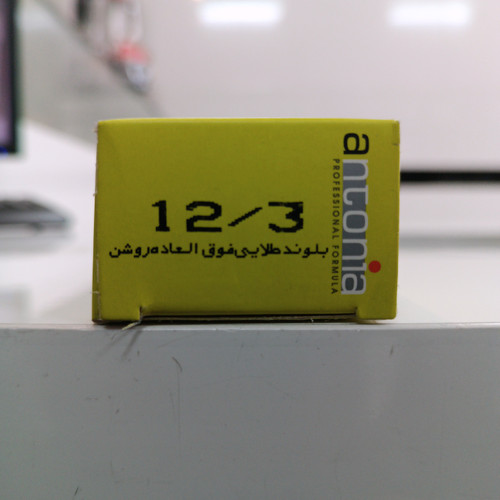 12/3
بلوند طلایی فوق العاده روشن
antonia
PROFESSIONAL FORMULA